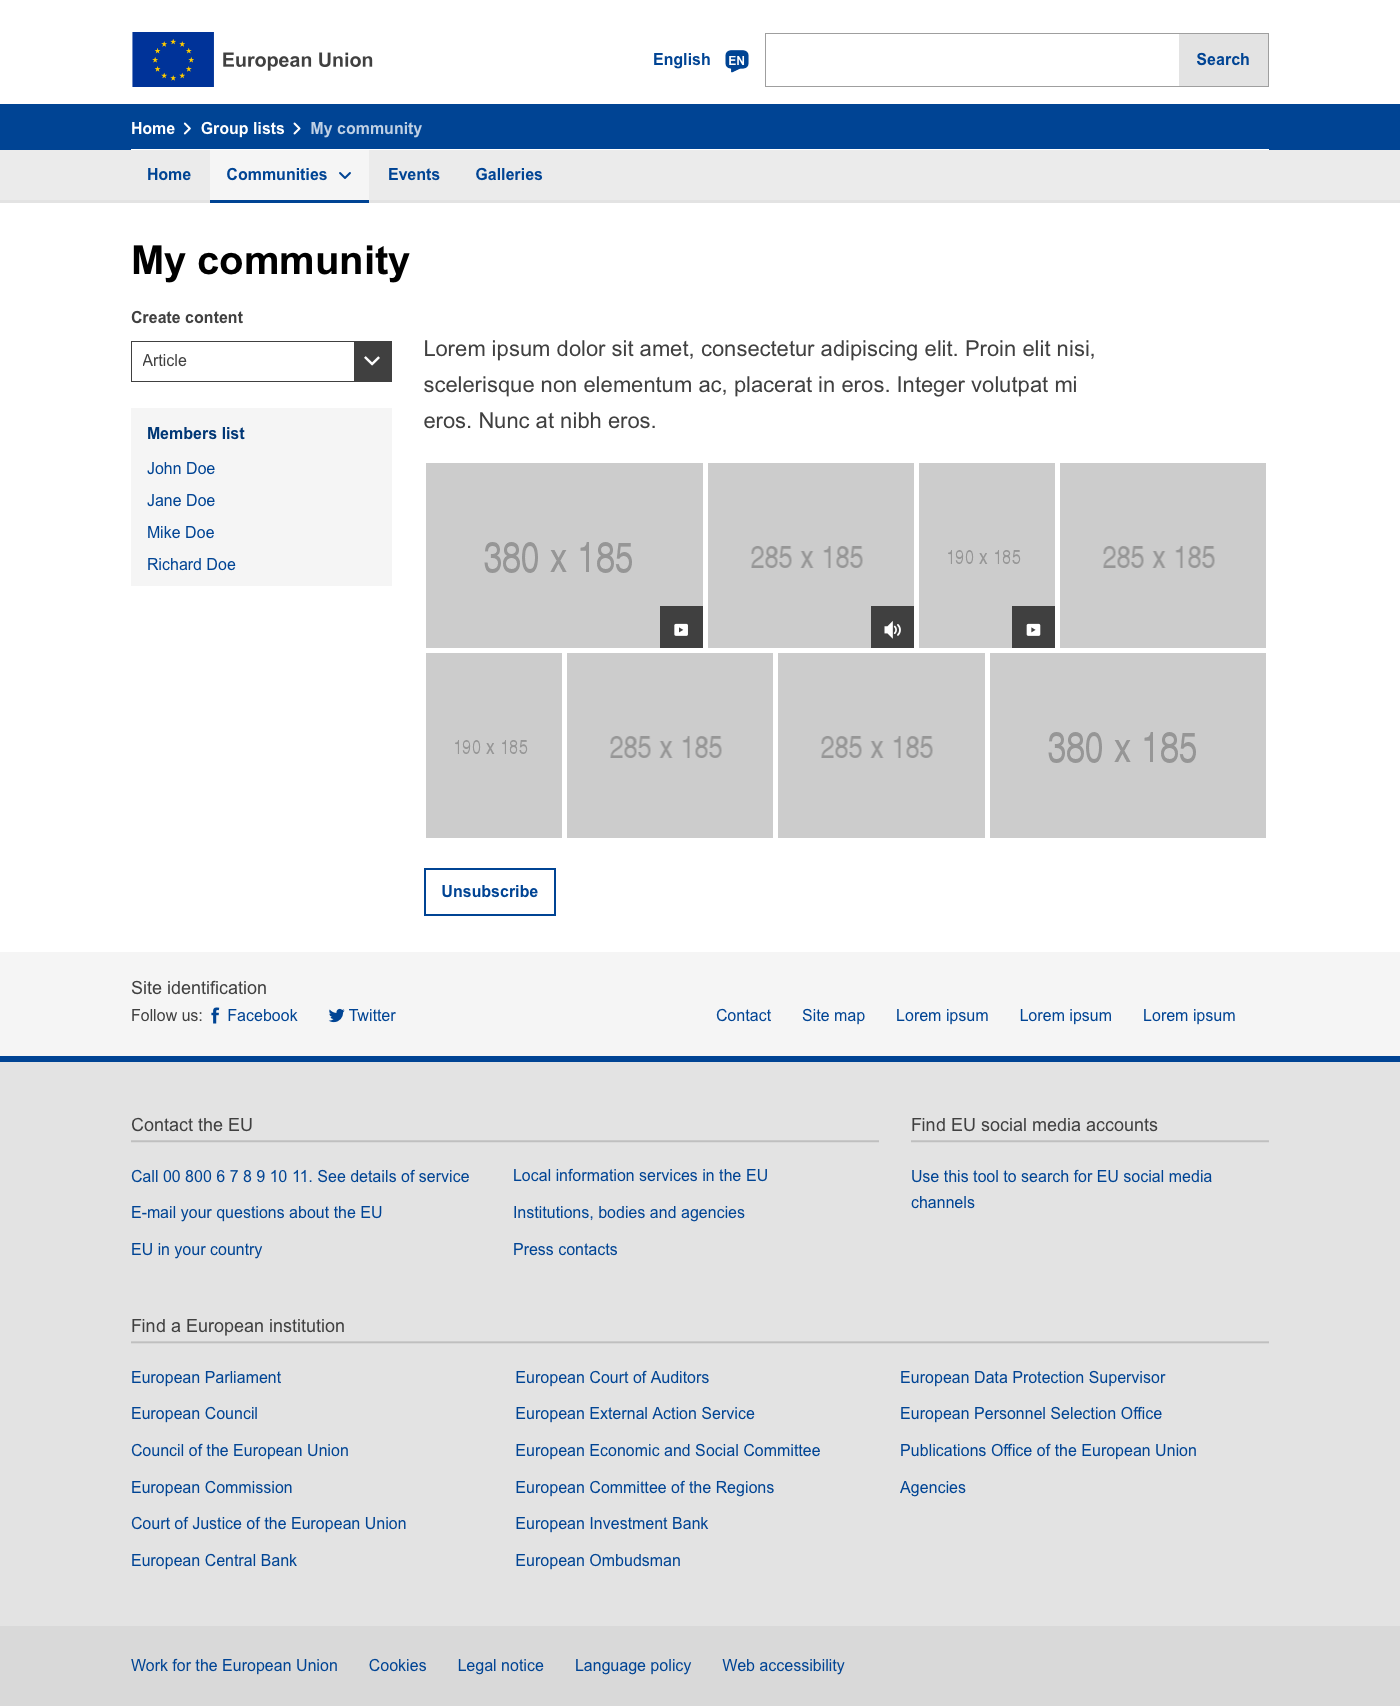 European Union
English EN Search
Home Group lists My community
Home Communities Events Galleries
My community
Create content
Article
Members list
John Doe
Jane Doe
Mike Doe
Richard Doe
Lorem ipsum dolor sit amet, consectetur adipiscing elit. Proin elit nisi,
scelerisque non elementum ac, placerat in eros. Integer volutpat mi
eros. Nunc at nibh eros.
380 x 185 285 x 185 190 x 185 285 x 185
190 x 185 285 x 185 285 x 185 380 x 185
Unsubscribe
Site identification
Follow us: Facebook Twitter Contact Site map Lorem ipsum Lorem ipsum Lorem ipsum
Contact the EU
Call 00 800 6 7 8 9 10 11. See details of service
E-mail your questions about the EU
EU in your country
Local information services in the EU
Institutions, bodies and agencies
Press contacts
Find EU social media accounts
Use this tool to search for EU social media
channels
Find a European institution
European Parliament
European Council
Council of the European Union
European Commission
Court of Justice of the European Union
European Central Bank
European Court of Auditors
European External Action Service
European Economic and Social Committee
European Committee of the Regions
European Investment Bank
European Ombudsman
European Data Protection Supervisor
European Personnel Selection Office
Publications Office of the European Union
Agencies
Work for the European Union Cookies Legal notice Language policy Web accessibility